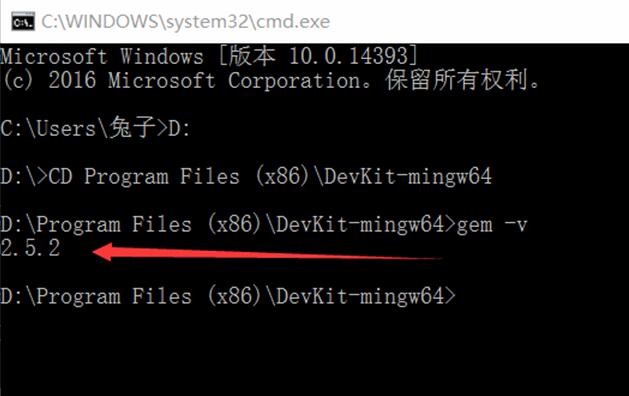 C:\WINDOWS\system32\cmd.exe
Microsoft Windows [版本 10.0.14393]
(c) 2016 Microsoft Corporation。保留所有权利。
C:\Users\兔子>D:
D:\>CD Program Files (x86)\DevKit-mingw64
D:\Program Files (x86)\DevKit-mingw64>gem -v
2.5.2
D:\Program Files (x86)\DevKit-mingw64>